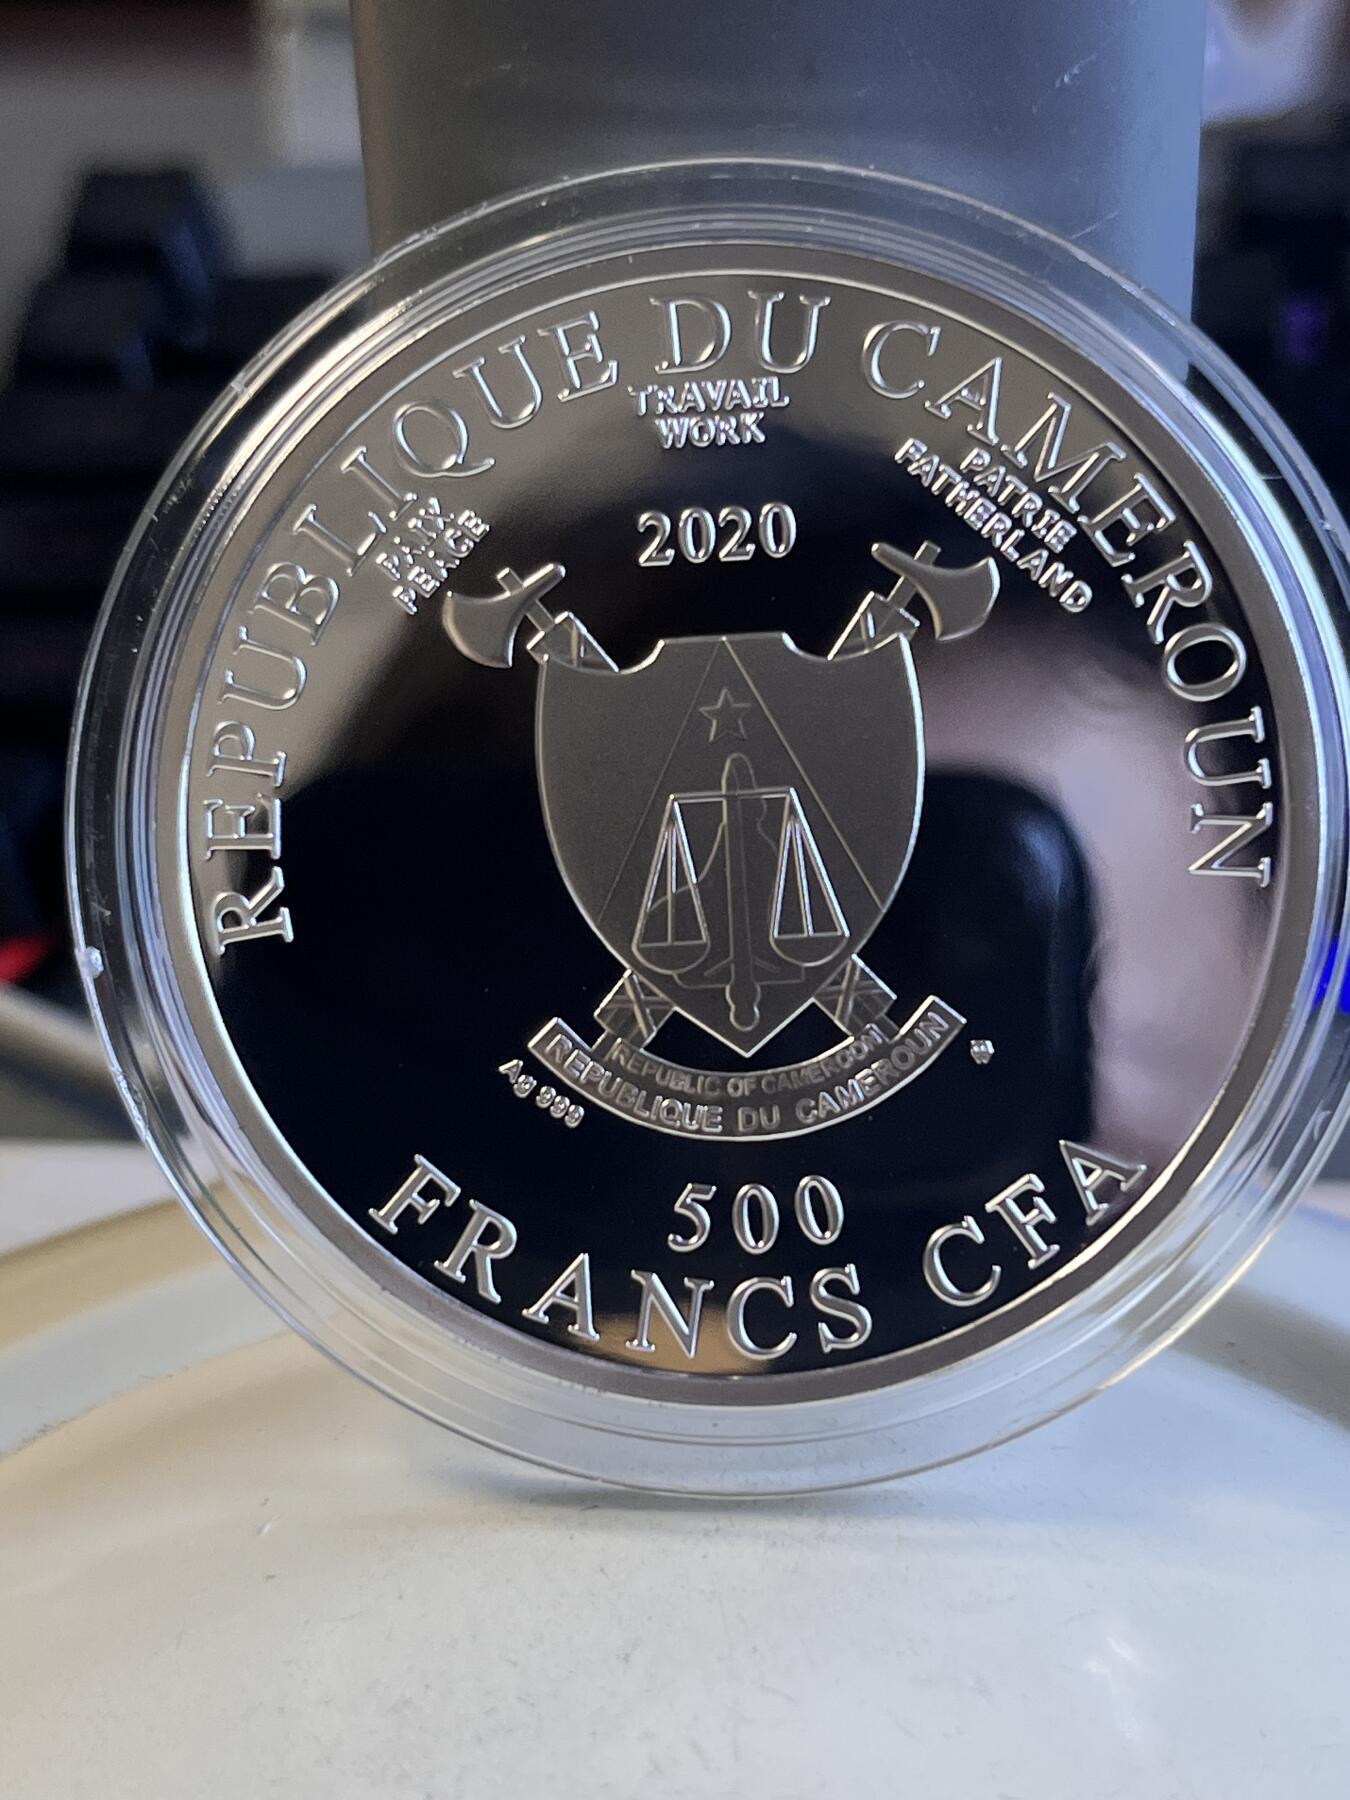 REPUBLIQUE DU CAMEROUN
TRAVAIL
WORK
PAIX
PEACE
PATRIE
FATHERLAND
2020
REPUBLIC OF CAMEROON
REPUBLIQUE DU CAMEROUN
Ag 999
500
FRANCS CFA